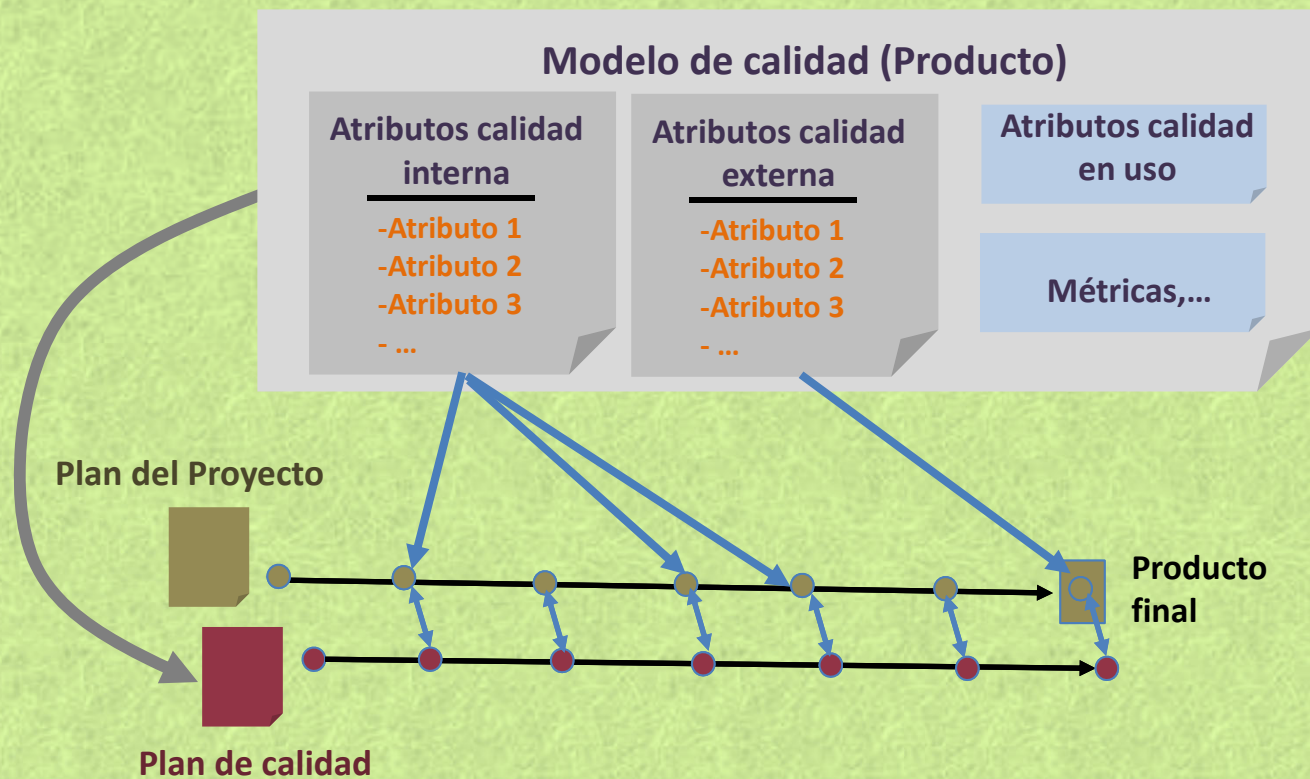 Modelo de calidad (Producto)
Atributos calidad
interna
-Atributo 1
-Atributo 2
-Atributo 3
- ...
Atributos calidad
externa
-Atributo 1
-Atributo 2
-Atributo 3
- ...
Atributos calidad
en uso
Métricas,...
Plan del Proyecto
Producto
final
Plan de calidad